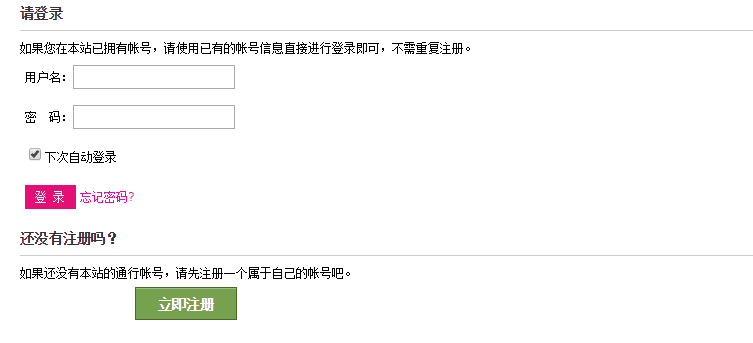 请登录
如果您在本站已拥有帐号，请使用已有的帐号信息直接进行登录即可，不需重复注册。
用户名：
密　码：
下次自动登录
登 录 忘记密码?
还没有注册吗？
如果还没有本站的通行帐号，请先注册一个属于自己的帐号吧。
立即注册